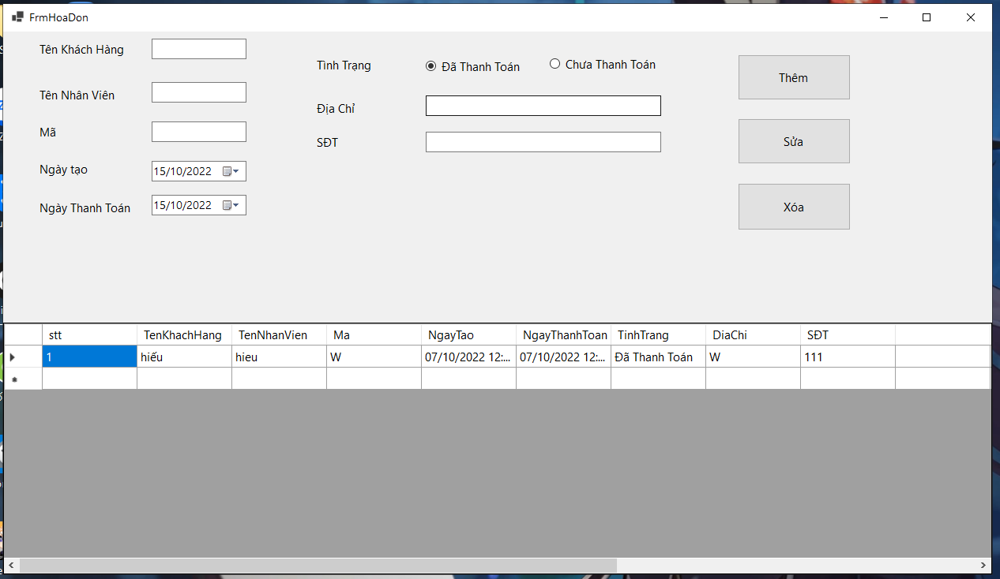 FrmHoaDon
Tên Khách Hàng
Tình Trạng
Đã Thanh Toán
Chưa Thanh Toán
Thêm
Tên Nhân Viên
Địa Chỉ
Mã
SĐT
Sửa
Ngày tạo
15/10/2022
Ngày Thanh Toán
15/10/2022
Xóa
stt TenKhachHang TenNhanVien Ma NgayTao NgayThanhToan TinhTrang DiaChi SĐT
1 hiếu hieu W 07/10/2022 12:... 07/10/2022 12:... Đã Thanh Toán W 111